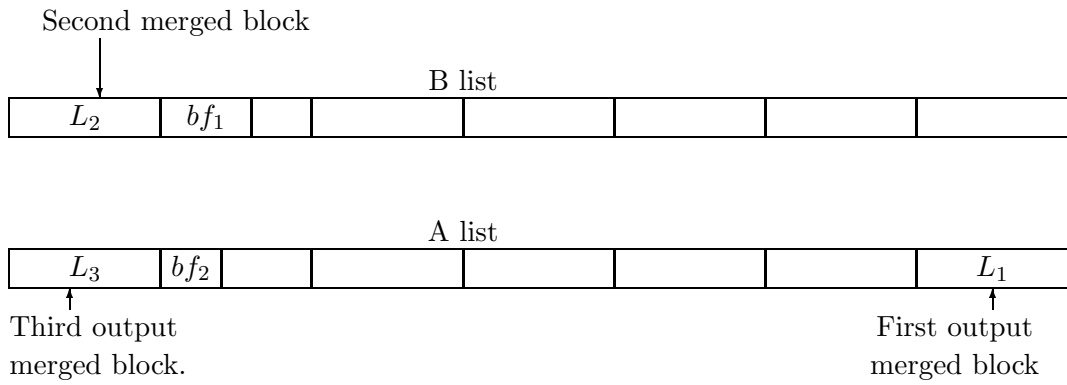 Second merged block
B list
L₂ bf₁
A list
L₃ bf₂ L₁
Third output
merged block.
First output
merged block